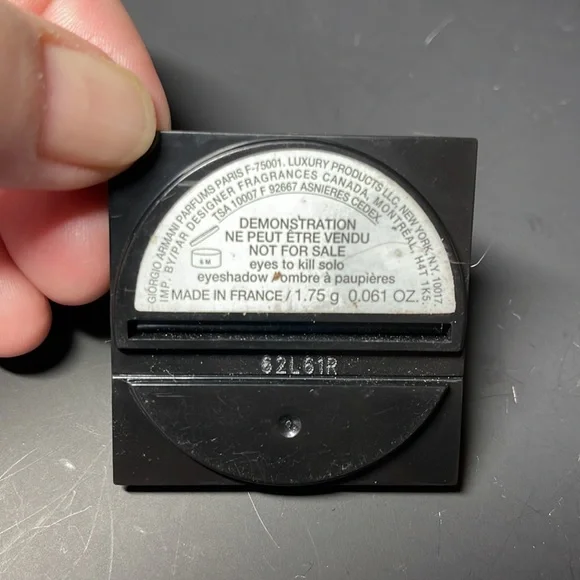 GIORGIO ARMANI PARFUMS PARIS F-75001. LUXURY PRODUCTS LLC, NEW YORK, N.Y. 10017.
IMP. BY/PAR DESIGNER FRAGRANCES CANADA, MONTRÉAL, H4T 1K5.
TSA 10007 F 92667 ASNIERES CEDEX
DEMONSTRATION
NE PEUT ÊTRE VENDU
NOT FOR SALE
6 M
eyes to kill solo
eyeshadow / ombre à paupières
MADE IN FRANCE / 1.75 g 0.061 OZ.
62L61R